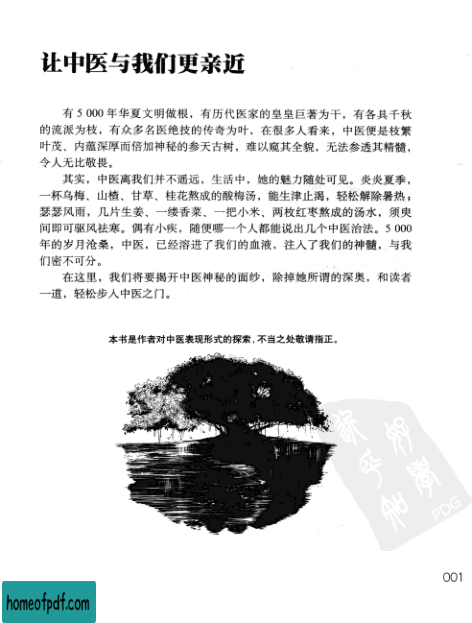 让中医与我们更亲近
有5 000年华夏文明做根，有历代医家的皇皇巨著为干，有各具千秋
的流派为枝，有众多名医绝技的传奇为叶，在很多人看来，中医便是枝繁
叶茂、内蕴深厚而倍加神秘的参天古树，难以窥其全貌，无法参透其精髓，
令人无比敬畏。
其实，中医离我们并不遥远，生活中，她的魅力随处可见。炎炎夏季，
一杯乌梅、山楂、甘草、桂花熬成的酸梅汤，能生津止渴，轻松解除暑热；
瑟瑟风雨，几片生姜、一缕香菜、一把小米、两枚红枣熬成的汤水，须臾
间即可驱风祛寒。偶有小疾，随便哪一个人都能说出几个中医治法。5 000
年的岁月沧桑，中医，已经溶进了我们的血液，注入了我们的神髓，与我
们密不可分。
在这里，我们将要揭开中医神秘的面纱，除掉她所谓的深奥，和读者
一道，轻松步入中医之门。
本书是作者对中医表现形式的探索，不当之处敬请指正。
PDG
001
homeofpdf.com